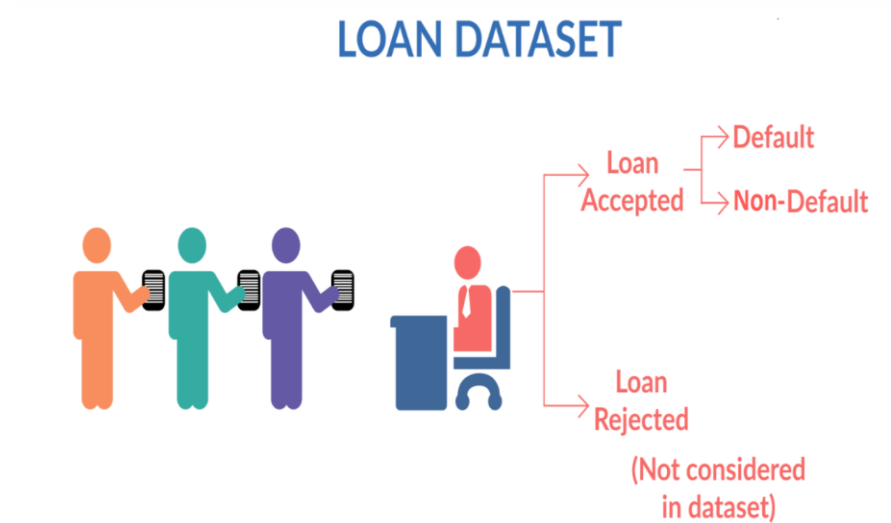 LOAN DATASET
Default
Loan
Accepted
Non-Default
Loan
Rejected
(Not considered
in dataset)